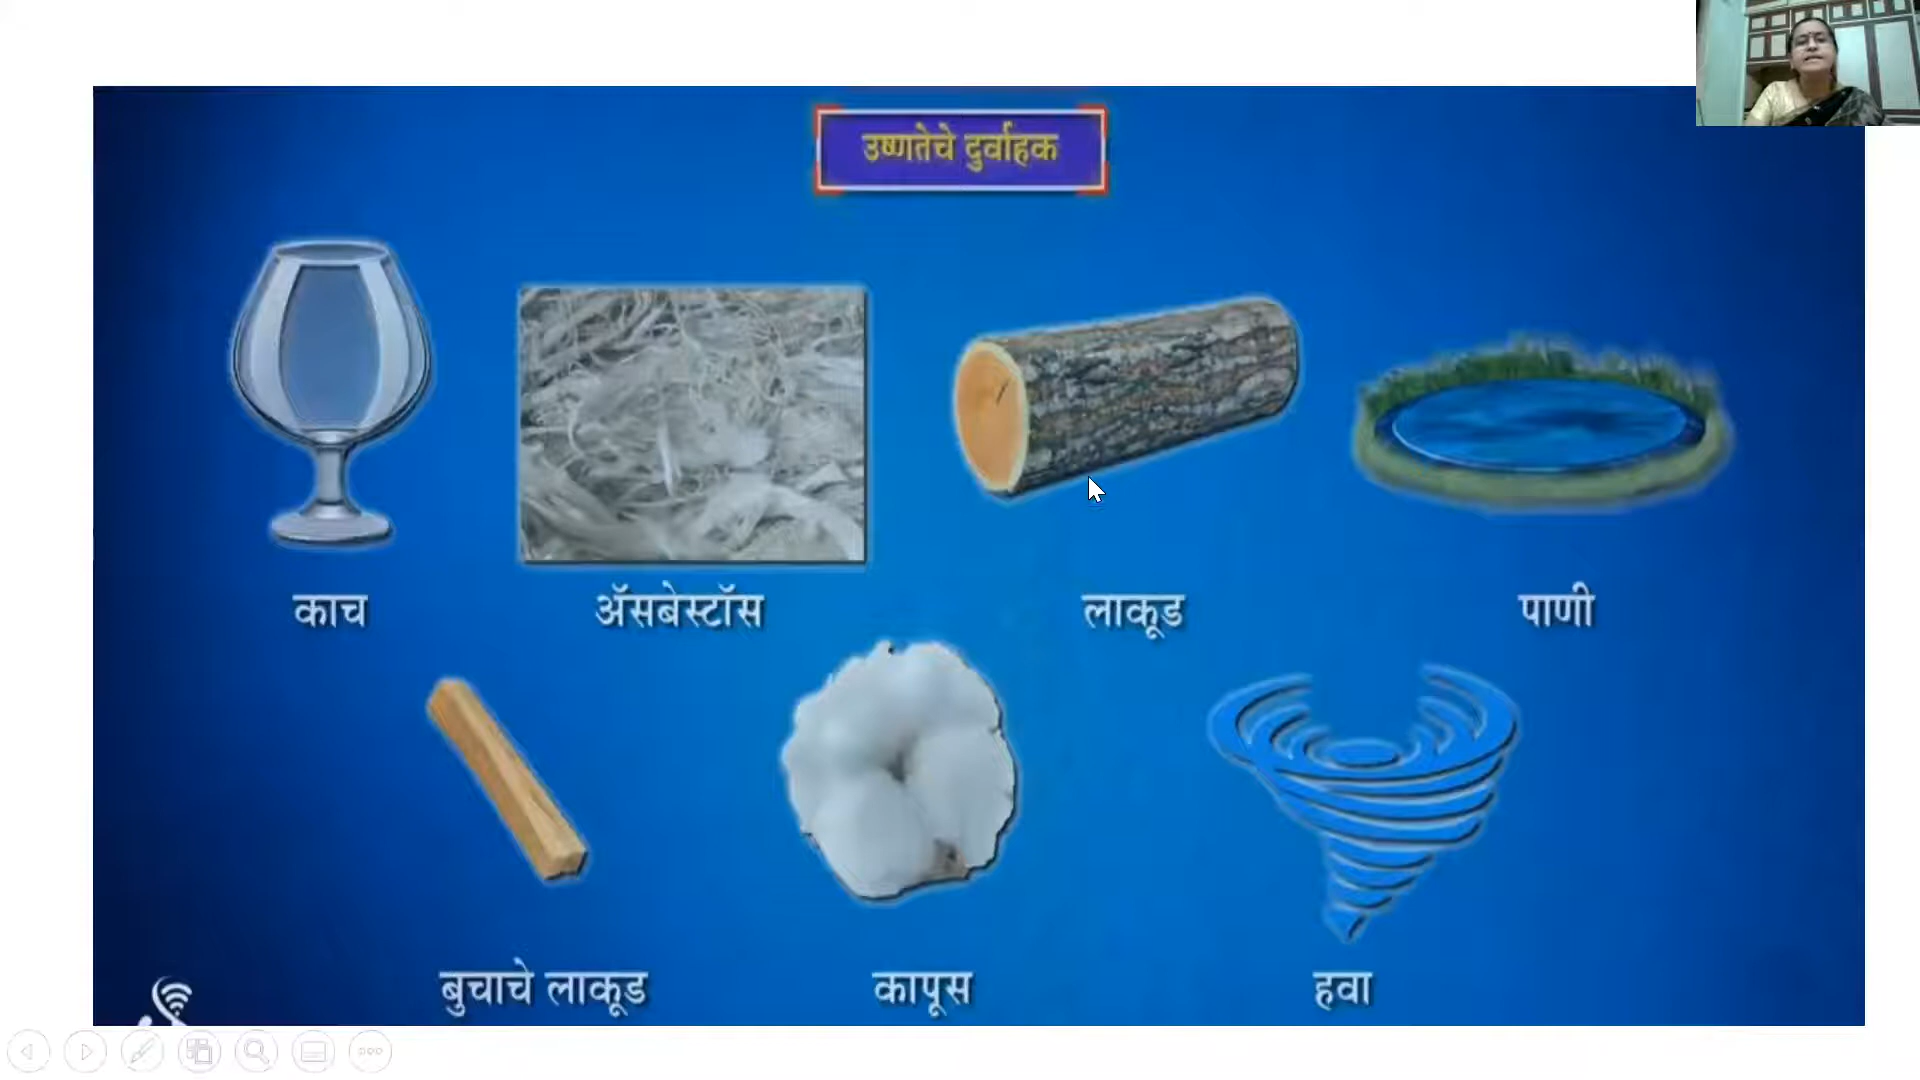 उष्णतेचे दुर्वाहक
काच
ॲसबेस्टॉस
लाकूड
पाणी
बुचाचे लाकूड
कापूस
हवा